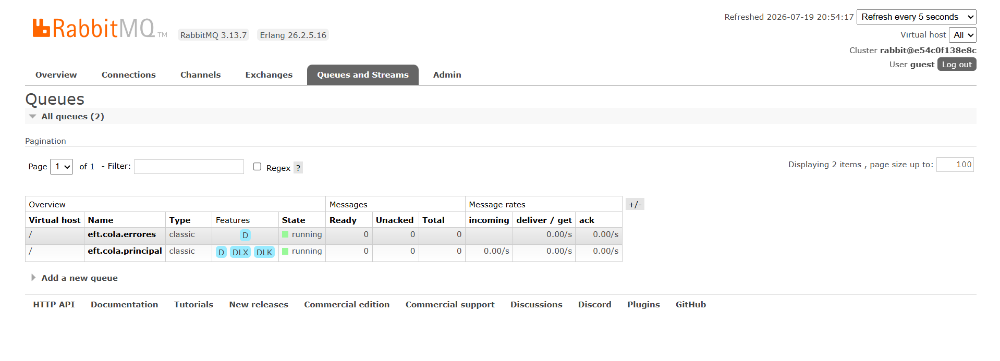 RabbitMQ TM RabbitMQ 3.13.7 Erlang 26.2.5.16
Refreshed 2026-07-19 20:54:17 Refresh every 5 seconds
Virtual host All
Cluster rabbit@e54c0f138e8c
User guest Log out
Overview Connections Channels Exchanges Queues and Streams Admin
Queues
All queues (2)
Pagination
Page 1 of 1 - Filter: Regex ? Displaying 2 items , page size up to: 100
Overview Messages Message rates +/-
Virtual host Name Type Features State Ready Unacked Total incoming deliver / get ack
/ eft.cola.errores classic D running 0 0 0 0.00/s 0.00/s
/ eft.cola.principal classic D DLX DLK running 0 0 0 0.00/s 0.00/s 0.00/s
Add a new queue
HTTP API Documentation Tutorials New releases Commercial edition Commercial support Discussions Discord Plugins GitHub